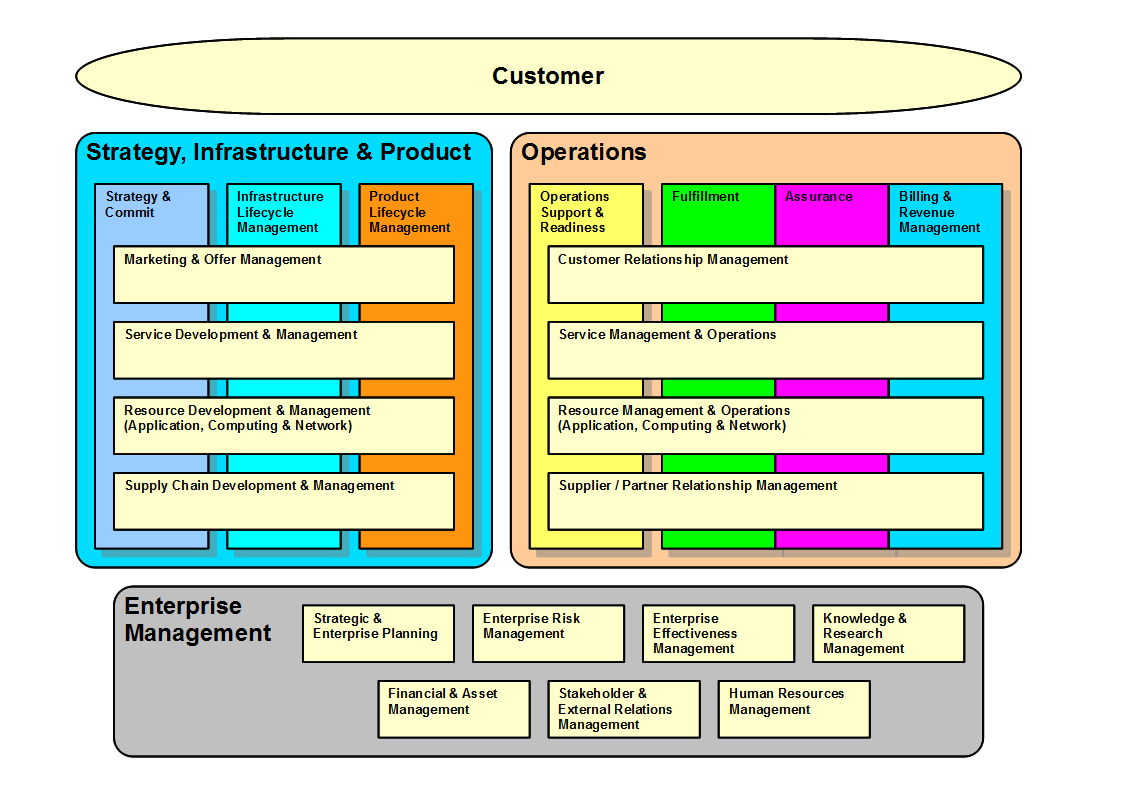 Customer
Strategy, Infrastructure & Product
Strategy &
Commit
Infrastructure
Lifecycle
Management
Product
Lifecycle
Management
Marketing & Offer Management
Service Development & Management
Resource Development & Management
(Application, Computing & Network)
Supply Chain Development & Management
Operations
Operations
Support &
Readiness
Fulfillment
Assurance
Billing &
Revenue
Management
Customer Relationship Management
Service Management & Operations
Resource Management & Operations
(Application, Computing & Network)
Supplier / Partner Relationship Management
Enterprise
Management
Strategic &
Enterprise Planning
Enterprise Risk
Management
Enterprise
Effectiveness
Management
Knowledge &
Research
Management
Financial & Asset
Management
Stakeholder &
External Relations
Management
Human Resources
Management